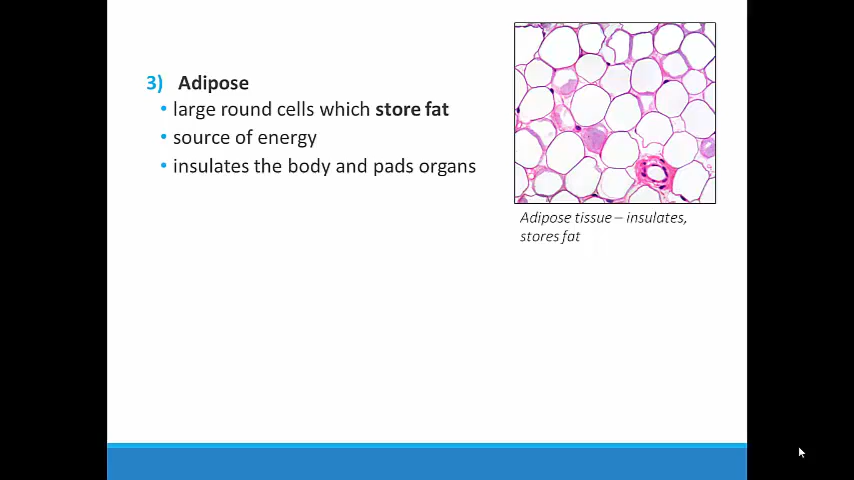 3) Adipose
• large round cells which store fat
• source of energy
• insulates the body and pads organs
Adipose tissue – insulates,
stores fat